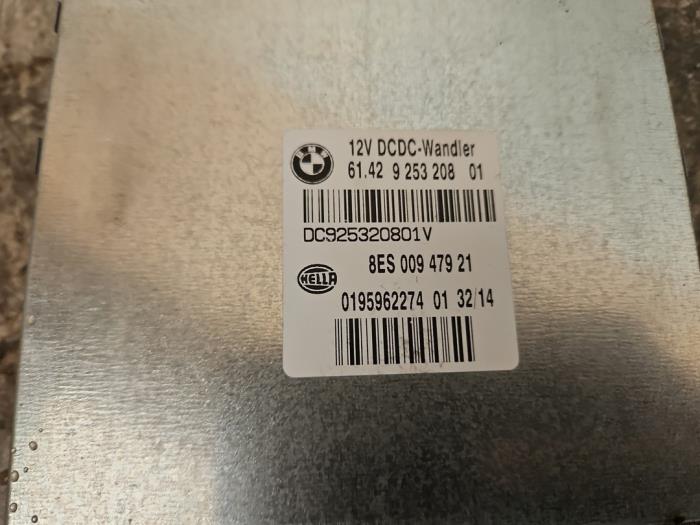 BMW
12V DCDC-Wandler
61.42 9 253 208 01
DC925320801V
8ES 009 479 21
HELLA
0195962274 01 32/14